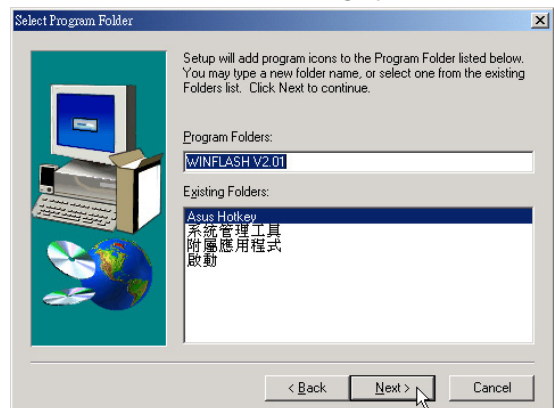 Select Program Folder
Setup will add program icons to the Program Folder listed below.
You may type a new folder name, or select one from the existing
Folders list. Click Next to continue.
Program Folders:
WINFLASH V2.01
Existing Folders:
Asus Hotkey
系統管理工具
附屬應用程式
啟動
< Back
Next >
Cancel